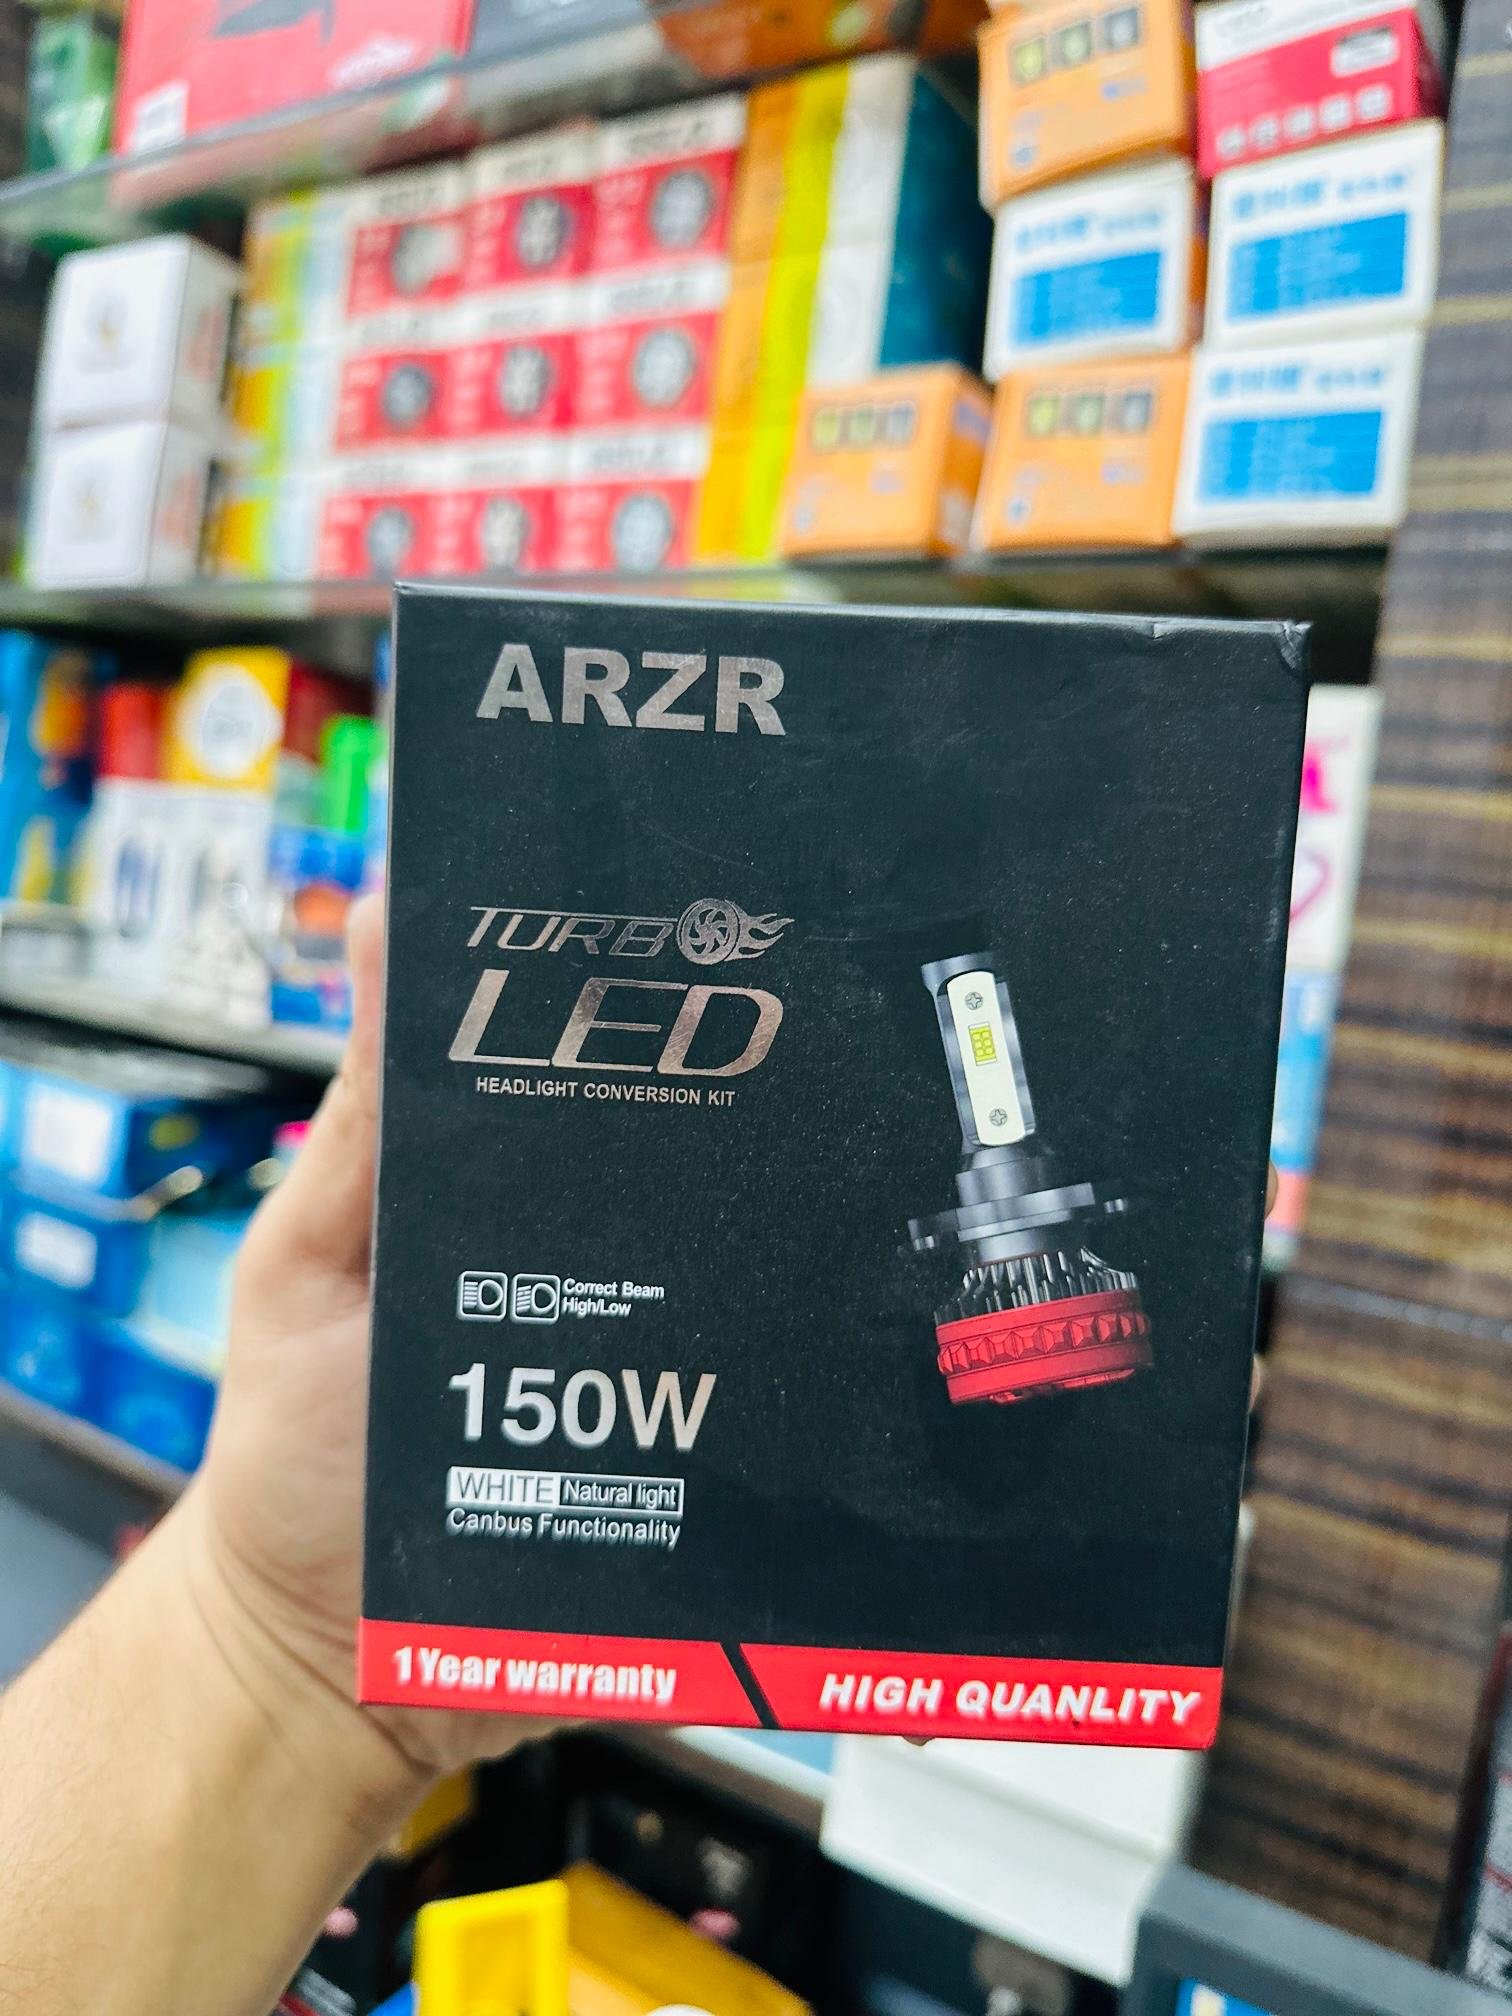 ARZR
TURBO
LED
HEADLIGHT CONVERSION KIT
Correct Beam
High/Low
150W
WHITE Natural light
Canbus Functionality
1 Year warranty
HIGH QUANLITY